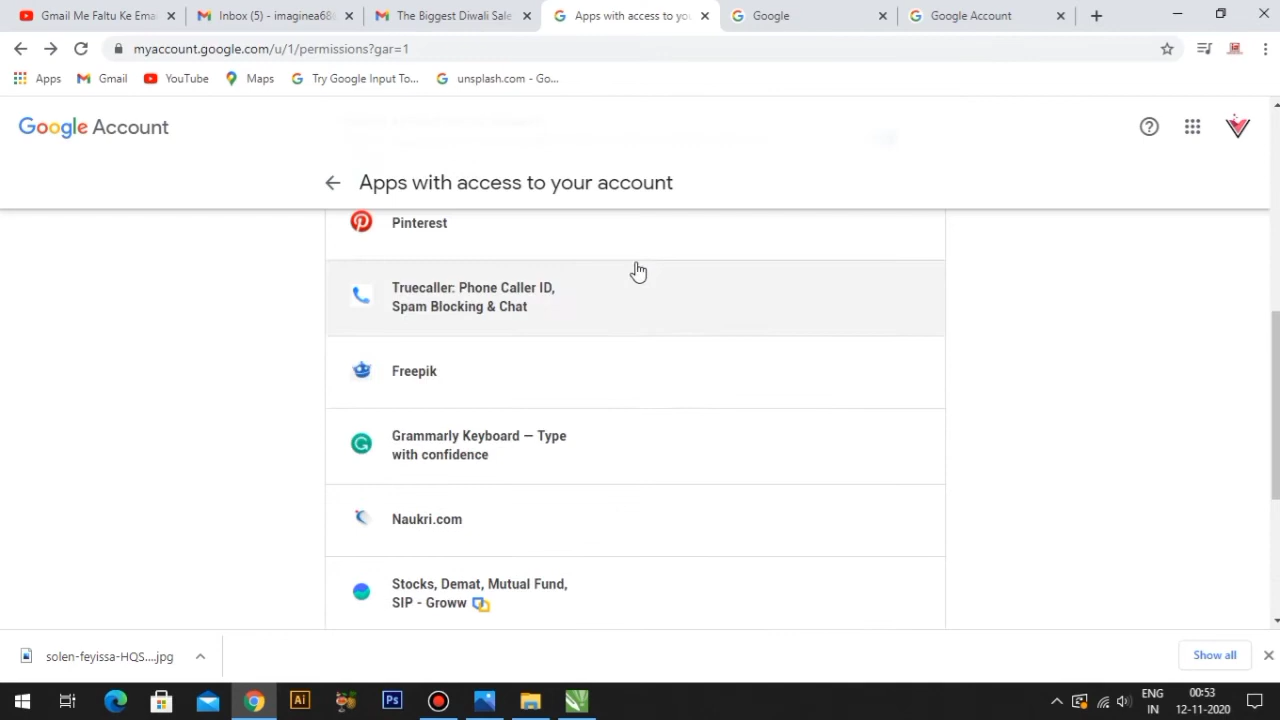 Gmail Me Faltu Ke Ema
Inbox (5) - imaginea68
The Biggest Diwali Sale
Apps with access to yo
Google
Google Account
myaccount.google.com/u/1/permissions?gar=1
Apps
Gmail
YouTube
Maps
Try Google Input To...
unsplash.com - Go...
Google Account
Apps with access to your account
Pinterest
Truecaller: Phone Caller ID,
Spam Blocking & Chat
Freepik
Grammarly Keyboard — Type
with confidence
Naukri.com
Stocks, Demat, Mutual Fund,
SIP - Groww
solen-feyissa-HQS....jpg
Show all
Ai
Ps
ENG
IN
00:53
12-11-2020